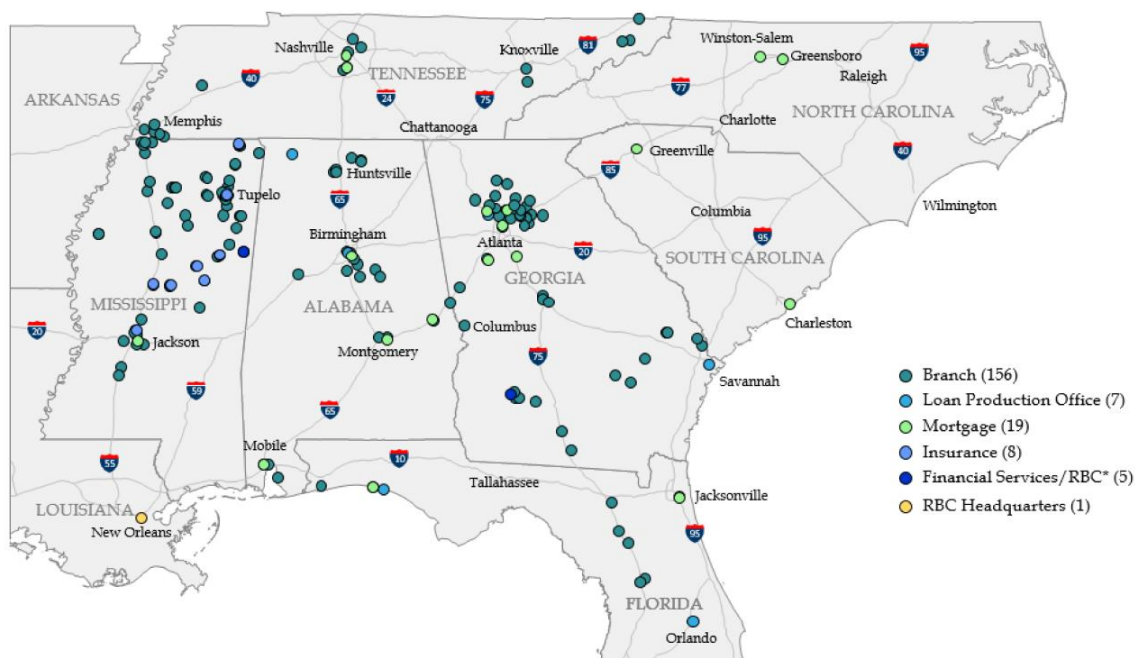 Nashville
Knoxville
81
Winston-Salem
Greensboro
95
TENNESSEE
40
24
75
77
Raleigh
ARKANSAS
NORTH CAROLINA
Memphis
Chattanooga
Charlotte
40
Huntsville
85
Greenville
Tupelo
65
Columbia
Wilmington
Birmingham
Atlanta
20
95
SOUTH CAROLINA
GEORGIA
MISSISSIPPI
ALABAMA
Charleston
20
Jackson
Montgomery
Columbus
75
Savannah
59
65
Mobile
55
10
Tallahassee
Jacksonville
LOUISIANA
New Orleans
95
FLORIDA
Orlando
Branch (156)
Loan Production Office (7)
Mortgage (19)
Insurance (8)
Financial Services/RBC* (5)
RBC Headquarters (1)